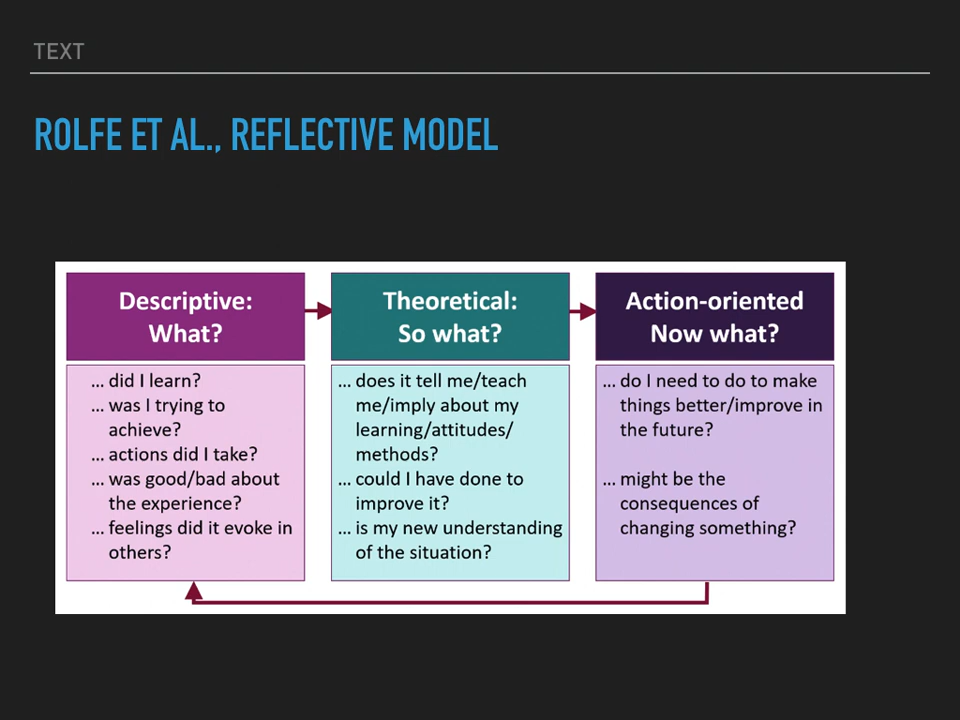 TEXT
ROLFE ET AL., REFLECTIVE MODEL
Descriptive:
What?
... did I learn?
... was I trying to
achieve?
... actions did I take?
... was good/bad about
the experience?
... feelings did it evoke in
others?
Theoretical:
So what?
... does it tell me/teach
me/imply about my
learning/attitudes/
methods?
... could I have done to
improve it?
... is my new understanding
of the situation?
Action-oriented
Now what?
... do I need to do to make
things better/improve in
the future?
... might be the
consequences of
changing something?